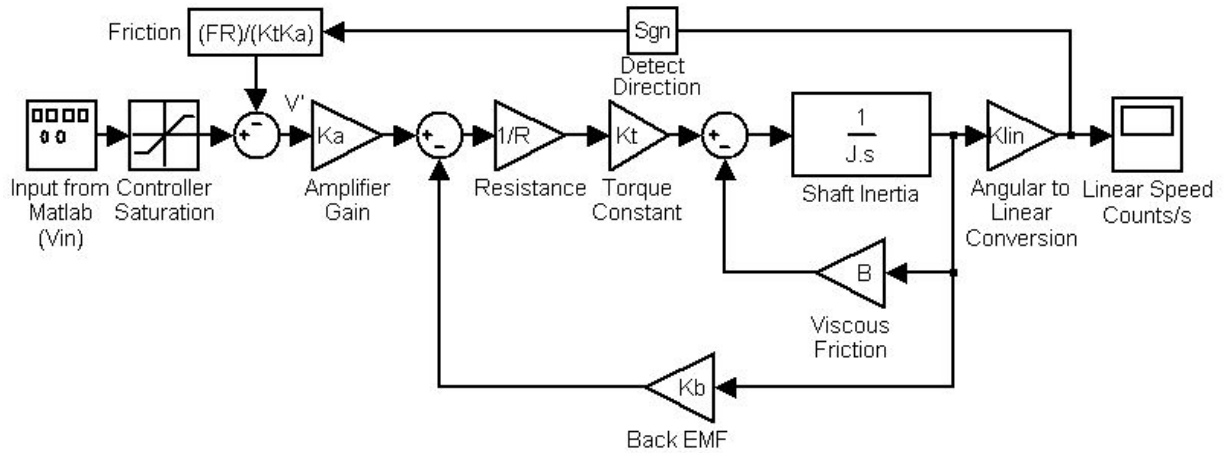 Friction
(FR)/(KtKa)
Sgn
Detect
Direction
V'
+
-
Ka
+
-
1/R
Kt
+
-
1
J.s
Klin
Input from
Matlab
(Vin)
Controller
Saturation
Amplifier
Gain
Resistance
Torque
Constant
Shaft Inertia
Angular to
Linear
Conversion
Linear Speed
Counts/s
B
Viscous
Friction
Kb
Back EMF